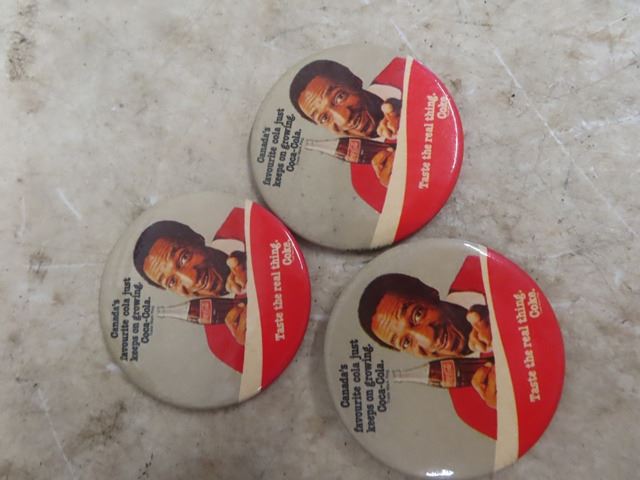 Canada's
favourite cola just
keeps on growing.
Coca-Cola.
Taste the real thing.
Coke.
Canada's
favourite cola just
keeps on growing.
Coca-Cola.
Taste the real thing.
Coke.
Canada's
favourite cola just
keeps on growing.
Coca-Cola.
Taste the real thing.
Coke.